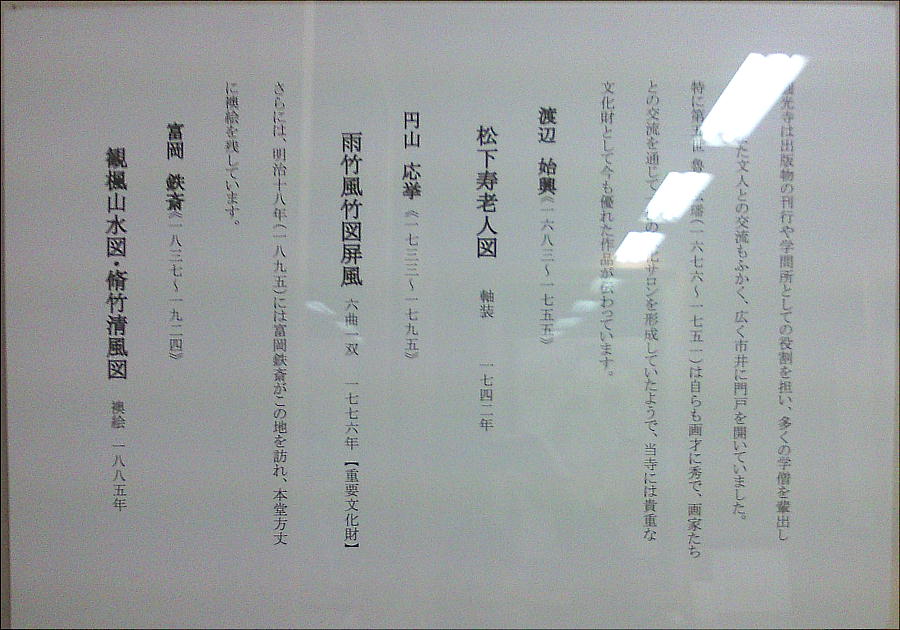 光寺は出版物の刊行や学問所としての役割を担い、多くの学僧を輩出し
た文人との交流もふかく、広く市井に門戸を開いていました。
特に第五世 璠(一六七六〜一七五一)は自らも画才に秀で、画家たち
との交流を通じて サロンを形成していたようで、当寺には貴重な
文化財として今も優れた作品が伝わっています。
渡辺 始興《一六八三〜一七五五》
松下寿老人図 軸装 一七四二年
円山 応挙《一七三三〜一七九五》
雨竹風竹図屏風 六曲一双 一七七六年【重要文化財】
さらには、明治十八年(一八九五)には富岡鉄斎がこの地を訪れ、本堂方丈
に襖絵を残しています。
富岡 鉄斎《一八三七〜一九二四》
観楓山水図・脩竹清風図 襖絵 一八八五年